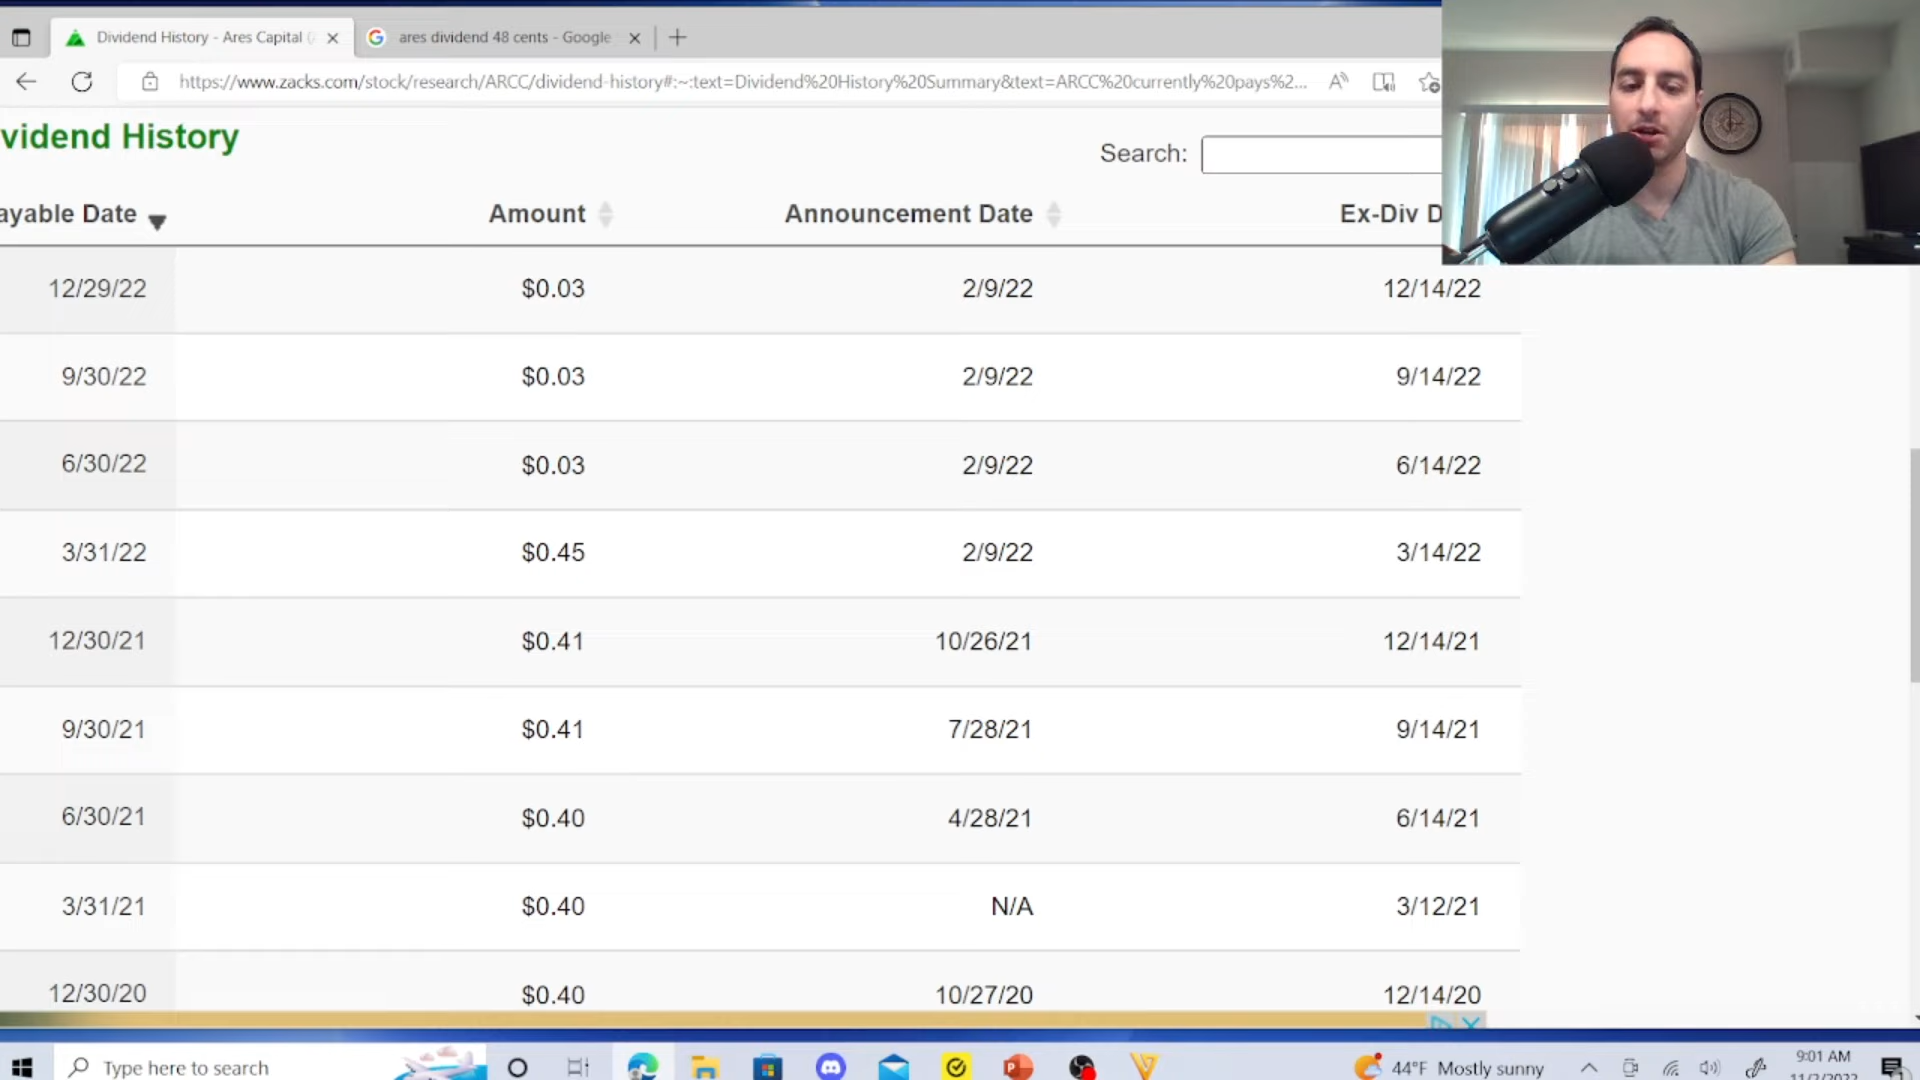 Dividend History - Ares Capital (
ares dividend 48 cents - Google
https://www.zacks.com/stock/research/ARCC/dividend-history#:~:text=Dividend%20History%20Summary&text=ARCC%20currently%20pays%2...
vidend History
Search:
ayable Date Amount Announcement Date Ex-Div D
12/29/22 $0.03 2/9/22 12/14/22
9/30/22 $0.03 2/9/22 9/14/22
6/30/22 $0.03 2/9/22 6/14/22
3/31/22 $0.45 2/9/22 3/14/22
12/30/21 $0.41 10/26/21 12/14/21
9/30/21 $0.41 7/28/21 9/14/21
6/30/21 $0.40 4/28/21 6/14/21
3/31/21 $0.40 N/A 3/12/21
12/30/20 $0.40 10/27/20 12/14/20
Type here to search
44°F Mostly sunny
9:01 AM